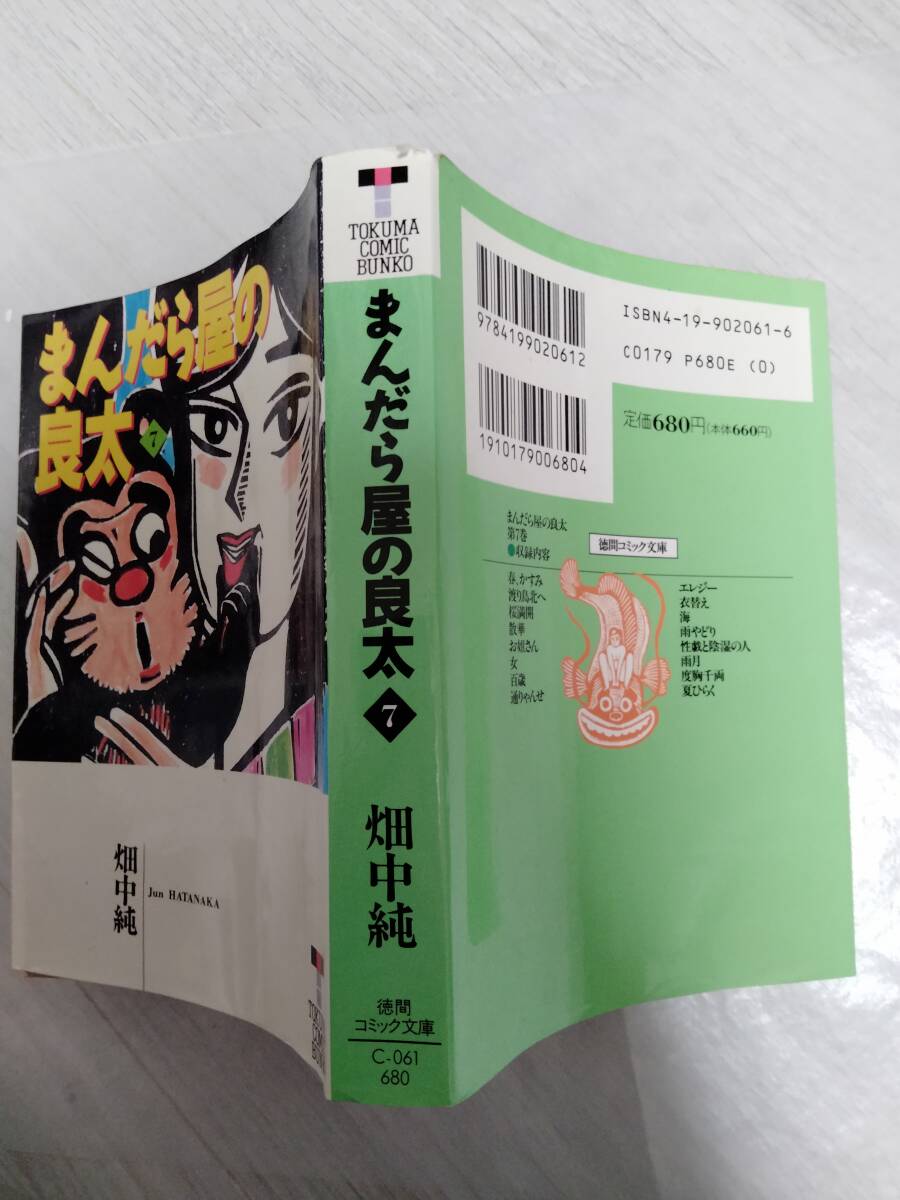 まんだら屋の
良太
7
畑中純
Jun HATANAKA
TOKUMA
COMIC
BUNKO
TOKUMA
COMIC
BUNKO
まんだら屋の良太
7
畑中純
徳間
コミック文庫
C-061
680
9784199020612
1910179006804
ISBN4-19-902061-6
C0179 P680E (0)
定価680円(本体660円)
まんだら屋の良太
第7巻
●収録内容
徳間コミック文庫
春、かすみ
渡り鳥北へ
桜満開
散華
お妲さん
女
百歳
通りゃんせ
エレジー
衣替え
海
雨やどり
性戯と陰湿の人
雨月
度胸千両
夏ひらく